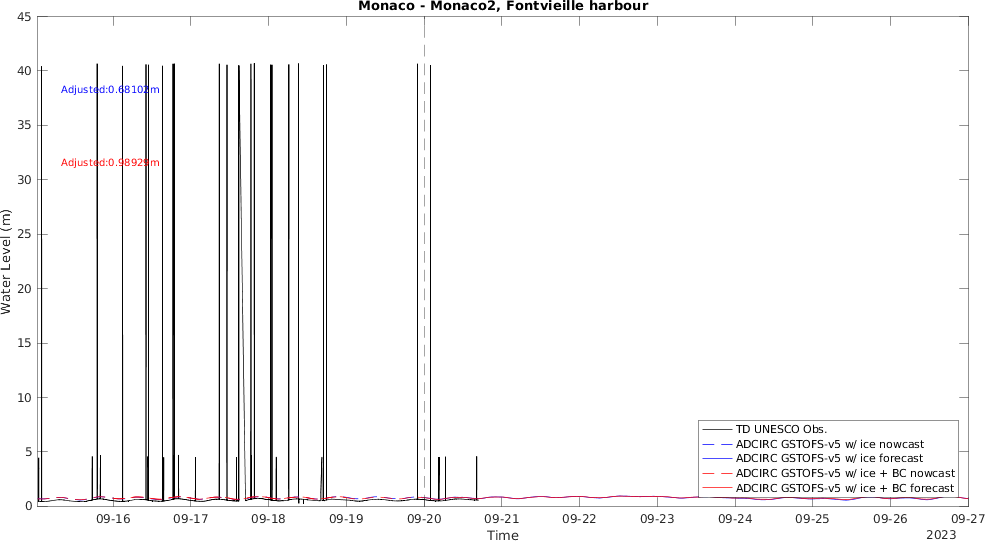 Monaco - Monaco2, Fontvieille harbour
45
40
35
30
25
20
15
10
5
0
Water Level (m)
Adjusted:0.68102m
Adjusted:0.98929m
TD UNESCO Obs.
ADCIRC GSTOFS-v5 w/ ice nowcast
ADCIRC GSTOFS-v5 w/ ice forecast
ADCIRC GSTOFS-v5 w/ ice + BC nowcast
ADCIRC GSTOFS-v5 w/ ice + BC forecast
09-16 09-17 09-18 09-19 09-20 09-21 09-22 09-23 09-24 09-25 09-26 09-27
Time
2023